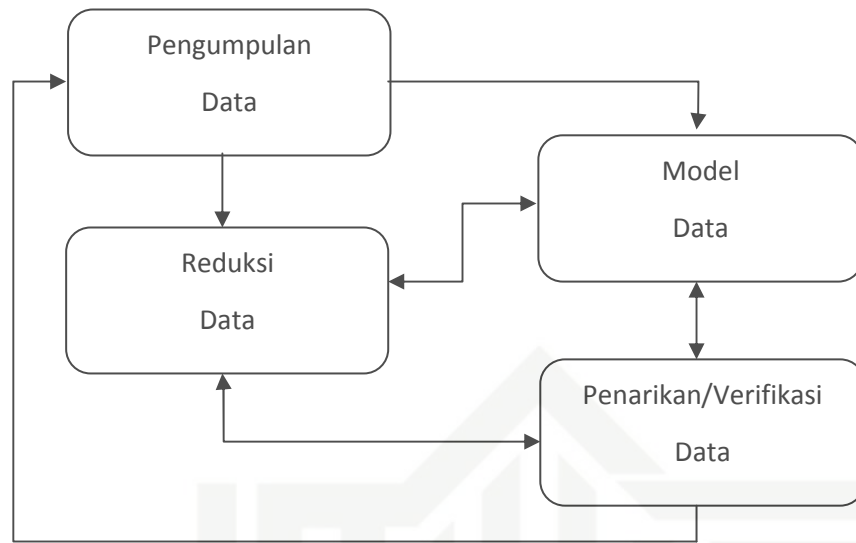 Pengumpulan
Data
Model
Data
Reduksi
Data
Penarikan/Verifikasi
Data